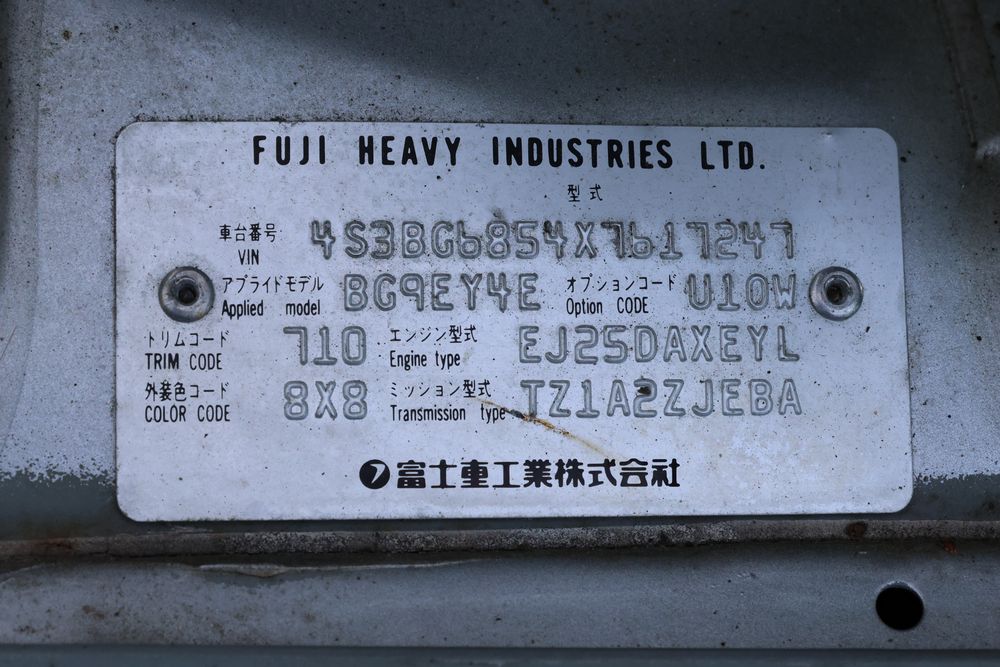 FUJI HEAVY INDUSTRIES LTD.
型式
車台番号 VIN 4S3BG6854X7617247
アプライドモデル Applied model BG9EY4E オプションコード Option CODE U10W
トリムコード TRIM CODE 710 エンジン型式 Engine type EJ25DAXEYL
外装色コード COLOR CODE 8X8 ミッション型式 Transmission type TZ1A2ZJEBA
富士重工業株式会社